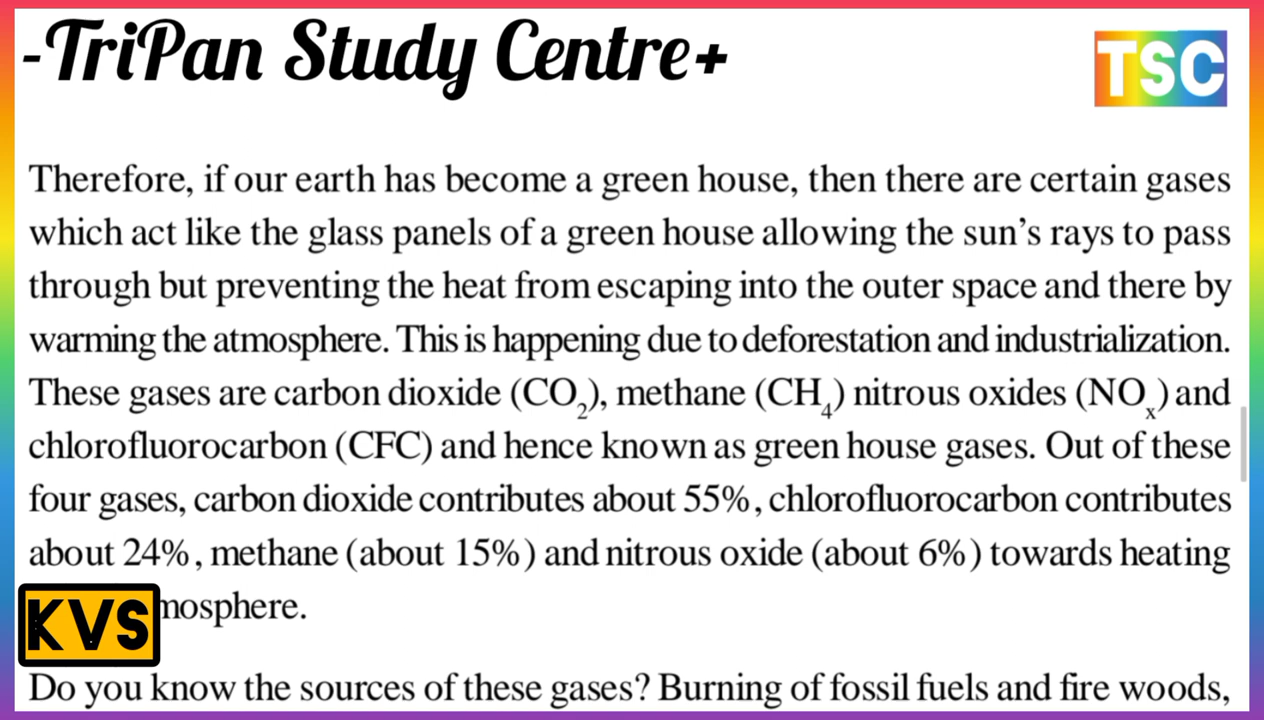 -TriPan Study Centre+
TSC
Therefore, if our earth has become a green house, then there are certain gases
which act like the glass panels of a green house allowing the sun’s rays to pass
through but preventing the heat from escaping into the outer space and there by
warming the atmosphere. This is happening due to deforestation and industrialization.
These gases are carbon dioxide (CO₂), methane (CH₄) nitrous oxides (NOₓ) and
chlorofluorocarbon (CFC) and hence known as green house gases. Out of these
four gases, carbon dioxide contributes about 55%, chlorofluorocarbon contributes
about 24%, methane (about 15%) and nitrous oxide (about 6%) towards heating
KVS mosphere.
Do you know the sources of these gases? Burning of fossil fuels and fire woods,